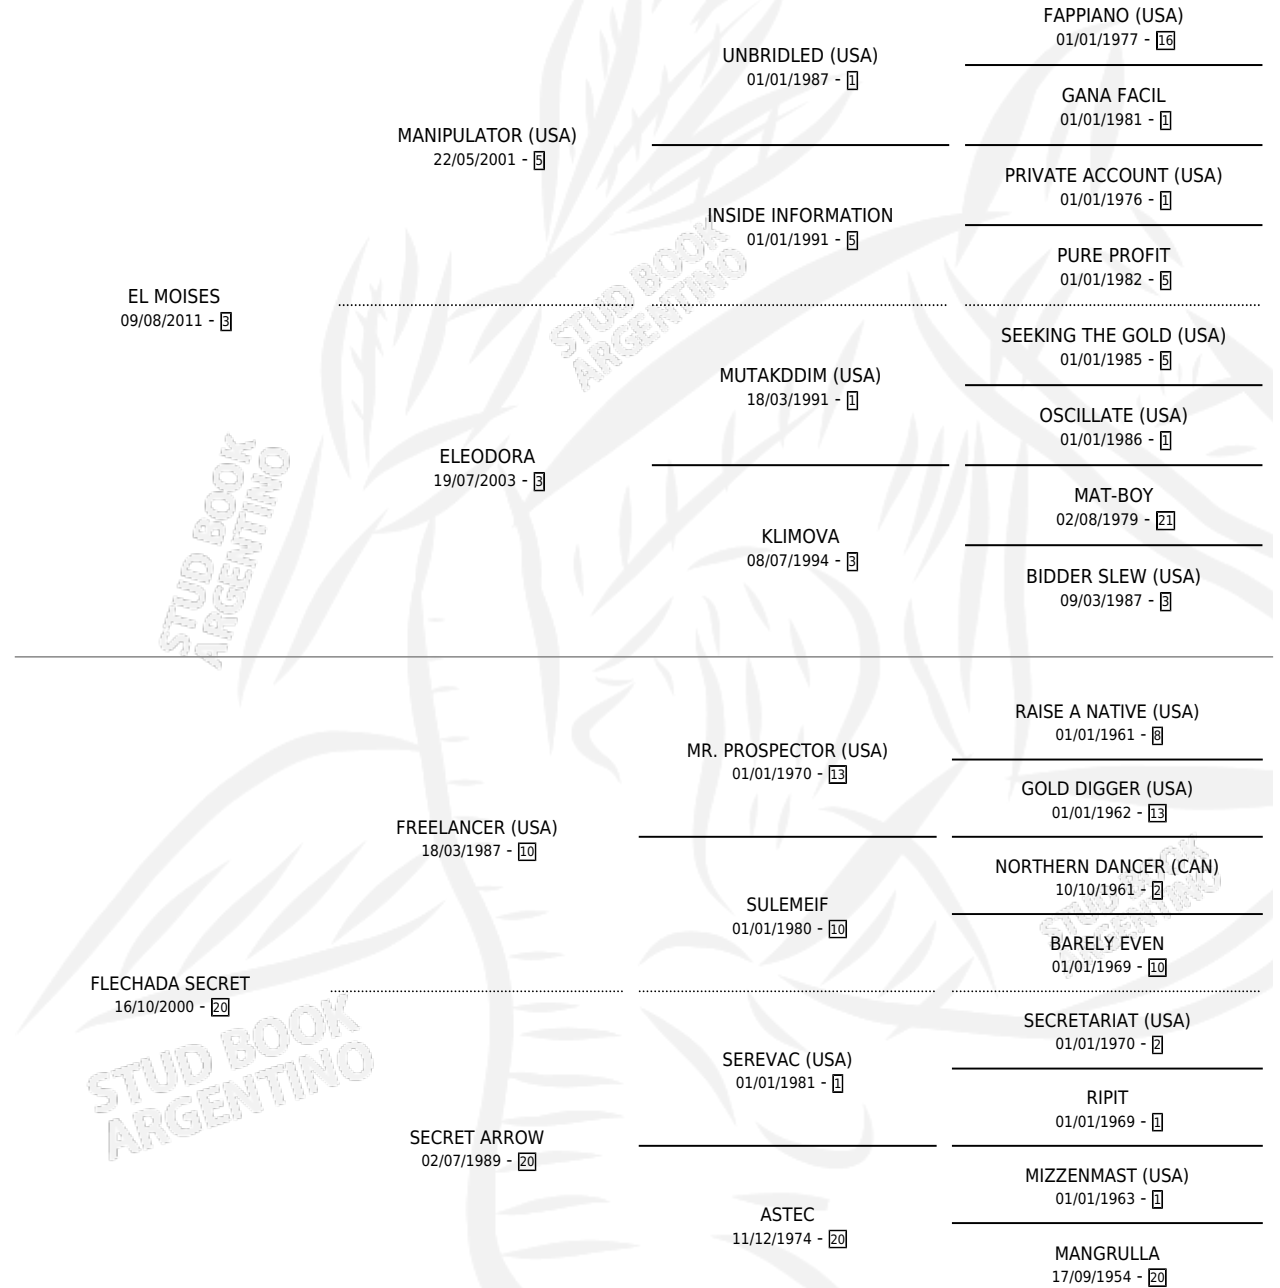 FAPPIANO (USA)
01/01/1977 - 16
UNBRIDLED (USA)
01/01/1987 - 1
GANA FACIL
01/01/1981 - 1
MANIPULATOR (USA)
22/05/2001 - 5
PRIVATE ACCOUNT (USA)
01/01/1976 - 1
INSIDE INFORMATION
01/01/1991 - 5
PURE PROFIT
01/01/1982 - 5
EL MOISES
09/08/2011 - 3
STUD BOOK
ARGENTINO
SEEKING THE GOLD (USA)
01/01/1985 - 5
MUTAKDDIM (USA)
18/03/1991 - 1
OSCILLATE (USA)
01/01/1986 - 1
ELEODORA
19/07/2003 - 3
MAT-BOY
02/08/1979 - 21
KLIMOVA
08/07/1994 - 3
BIDDER SLEW (USA)
09/03/1987 - 3
STUD BOOK
ARGENTINO
RAISE A NATIVE (USA)
01/01/1961 - 8
MR. PROSPECTOR (USA)
01/01/1970 - 13
GOLD DIGGER (USA)
01/01/1962 - 13
FREELANCER (USA)
18/03/1987 - 10
NORTHERN DANCER (CAN)
10/10/1961 - 2
SULEMEIF
01/01/1980 - 10
STUD BOOK
ARGENTINO
BARELY EVEN
01/01/1969 - 10
FLECHADA SECRET
16/10/2000 - 20
STUD BOOK
ARGENTINO
SECRETARIAT (USA)
01/01/1970 - 2
SEREVAC (USA)
01/01/1981 - 1
RIPIT
01/01/1969 - 1
SECRET ARROW
02/07/1989 - 20
MIZZENMAST (USA)
01/01/1963 - 1
ASTEC
11/12/1974 - 20
MANGRULLA
17/09/1954 - 20